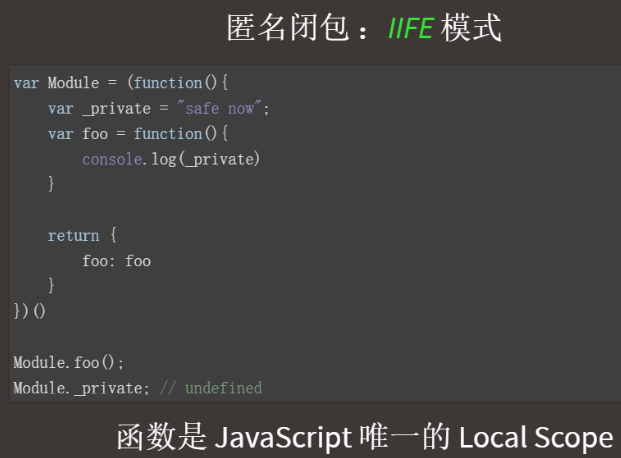 匿名闭包：IIFE 模式
var Module = (function(){
    var _private = "safe now";
    var foo = function(){
        console.log(_private)
    }

    return {
        foo: foo
    }
})()

Module.foo();
Module._private; // undefined
函数是 JavaScript 唯一的 Local Scope